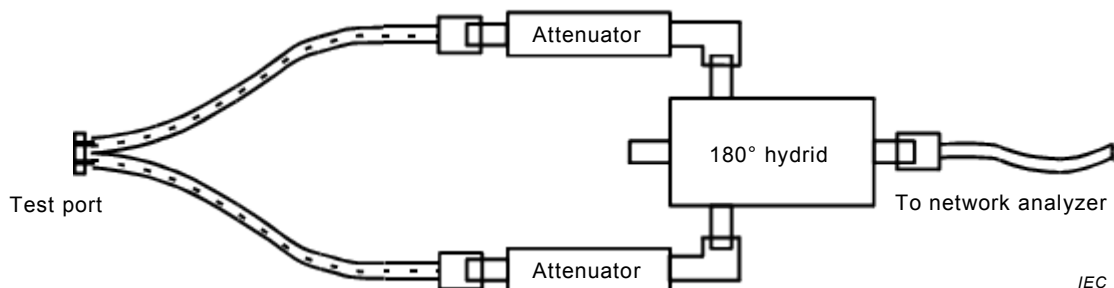 Attenuator
180° hydrid
Test port
To network analyzer
Attenuator
IEC